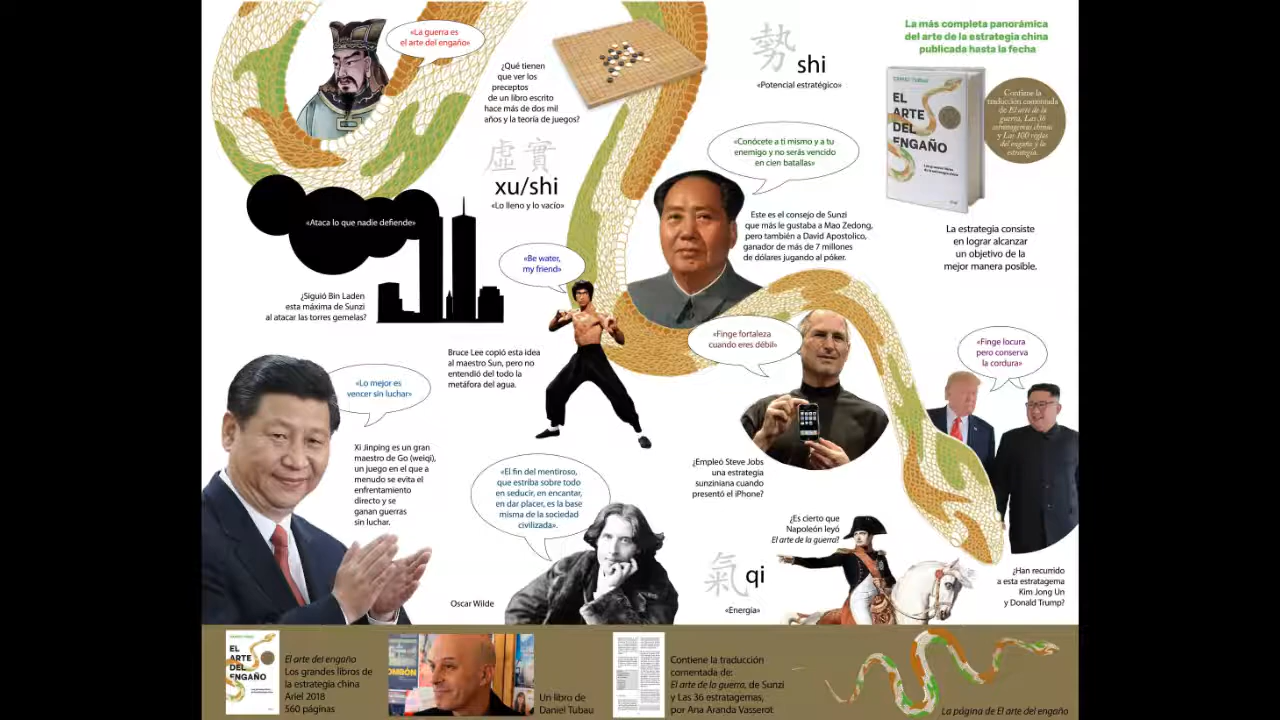 «La guerra es
el arte del engaño»
¿Qué tienen
que ver los
preceptos
de un libro escrito
hace más de dos mil
años y la teoría de juegos?
勢 shi
«Potencial estratégico»
La más completa panorámica
del arte de la estrategia china
publicada hasta la fecha
DANIEL TUBAU
EL
ARTE
DEL
ENGAÑO
Contiene la
traducción comentada
de El arte de la
guerra, Las 36
estratagemas chinas
y Las 100 reglas
del engaño y la
estrategia.
虛實
xu/shi
«Lo lleno y lo vacío»
«Conócete a ti mismo y a tu
enemigo y no serás vencido
en cien batallas»
Este es el consejo de Sunzi
que más le gustaba a Mao Zedong,
pero también a David Apostolico,
ganador de más de 7 millones
de dólares jugando al póker.
La estrategia consiste
en lograr alcanzar
un objetivo de la
mejor manera posible.
«Ataca lo que nadie defiende»
¿Siguió Bin Laden
esta máxima de Sunzi
al atacar las torres gemelas?
«Be water,
my friend»
Bruce Lee copió esta idea
al maestro Sun, pero no
entendió del todo la
metáfora del agua.
«Finge fortaleza
cuando eres débil»
¿Empleó Steve Jobs
una estrategia
sunziniana cuando
presentó el iPhone?
«Finge locura
pero conserva
la cordura»
¿Han recurrido
a esta estratagema
Kim Jong Un
y Donald Trump?
«Lo mejor es
vencer sin luchar»
Xi Jinping es un gran
maestro de Go (weiqi),
un juego en el que a
menudo se evita el
enfrentamiento
directo y se
ganan guerras
sin luchar.
«El fin del mentiroso,
que estriba sobre todo
en seducir, en encantar,
en dar placer, es la base
misma de la sociedad
civilizada».
Oscar Wilde
¿Es cierto que
Napoleón leyó
El arte de la guerra?
氣 qi
«Energía»
EL
ARTE
DEL
ENGAÑO
El arte del engaño
Los grandes libros de
la estrategia china
Ariel 2018
560 páginas
Un libro de
Daniel Tubau
Contiene la traducción
comentada de:
El arte de la guerra, de Sunzi
y Las 36 estratagemas,
por Ana Aranda Vasserot
La página de El arte del engaño